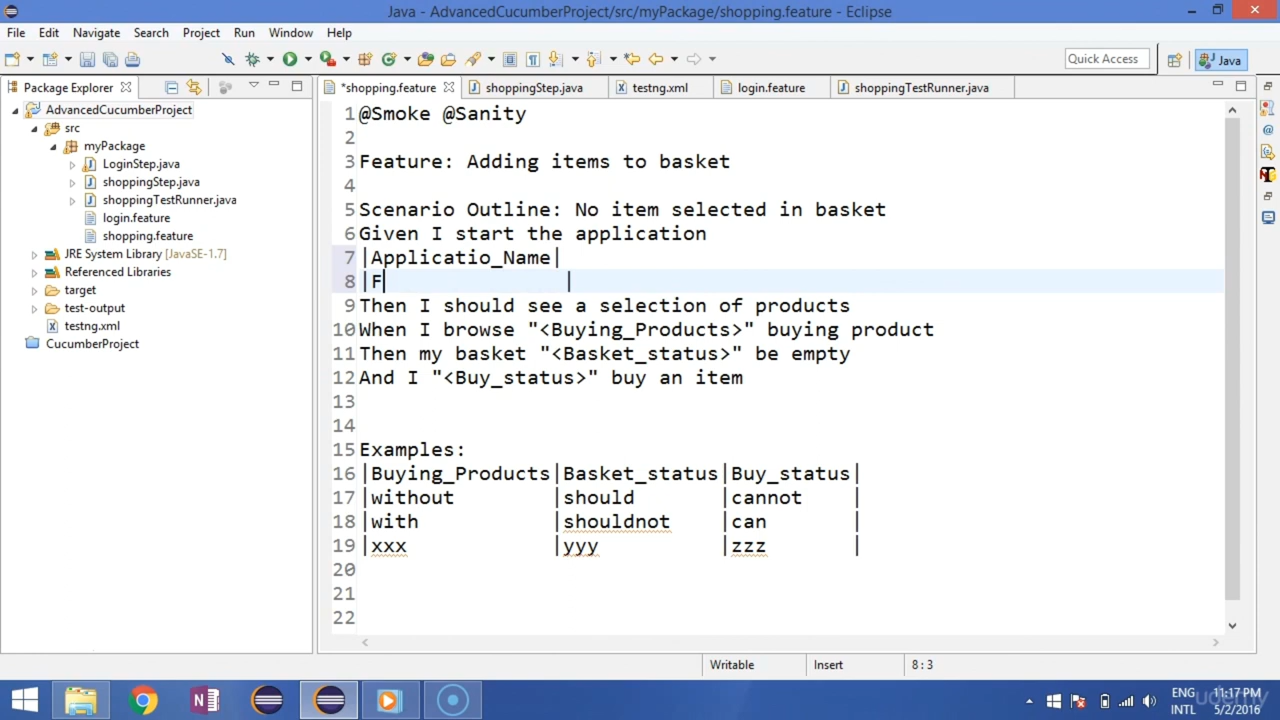 Java - AdvancedCucumberProject/src/myPackage/shopping.feature - Eclipse
File Edit Navigate Search Project Run Window Help
Quick Access
Java
Package Explorer
*shopping.feature
shoppingStep.java
testng.xml
login.feature
shoppingTestRunner.java
AdvancedCucumberProject
src
myPackage
LoginStep.java
shoppingStep.java
shoppingTestRunner.java
login.feature
shopping.feature
JRE System Library [JavaSE-1.7]
Referenced Libraries
target
test-output
testng.xml
CucumberProject
1 @Smoke @Sanity
2
3 Feature: Adding items to basket
4
5 Scenario Outline: No item selected in basket
6 Given I start the application
7 |Applicatio_Name|
8 |F |
9 Then I should see a selection of products
10 When I browse "<Buying_Products>" buying product
11 Then my basket "<Basket_status>" be empty
12 And I "<Buy_status>" buy an item
13
14
15 Examples:
16 |Buying_Products|Basket_status|Buy_status|
17 |without |should |cannot |
18 |with |shouldnot |can |
19 |xxx |yyy |zzz |
20
21
22
Writable Insert 8 : 3
ENG 11:17 PM
INTL 5/2/2016
udemy